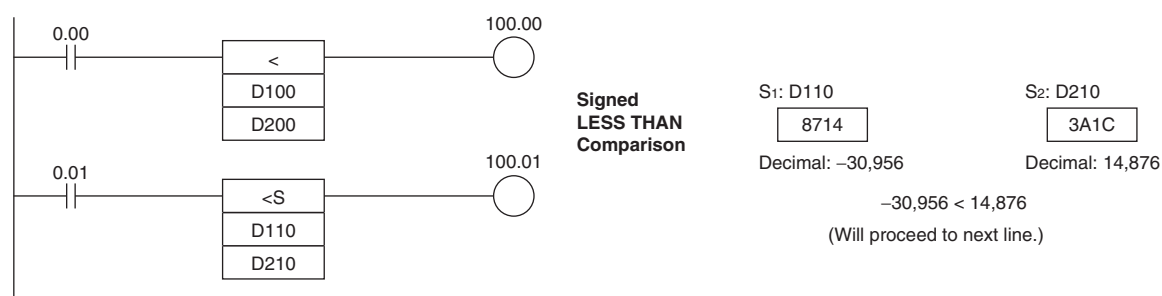 0.00
<
D100
D200
100.00
0.01
<S
D110
D210
100.01
Signed
LESS THAN
Comparison
S1: D110
8714
Decimal: −30,956
S2: D210
3A1C
Decimal: 14,876
−30,956 < 14,876
(Will proceed to next line.)